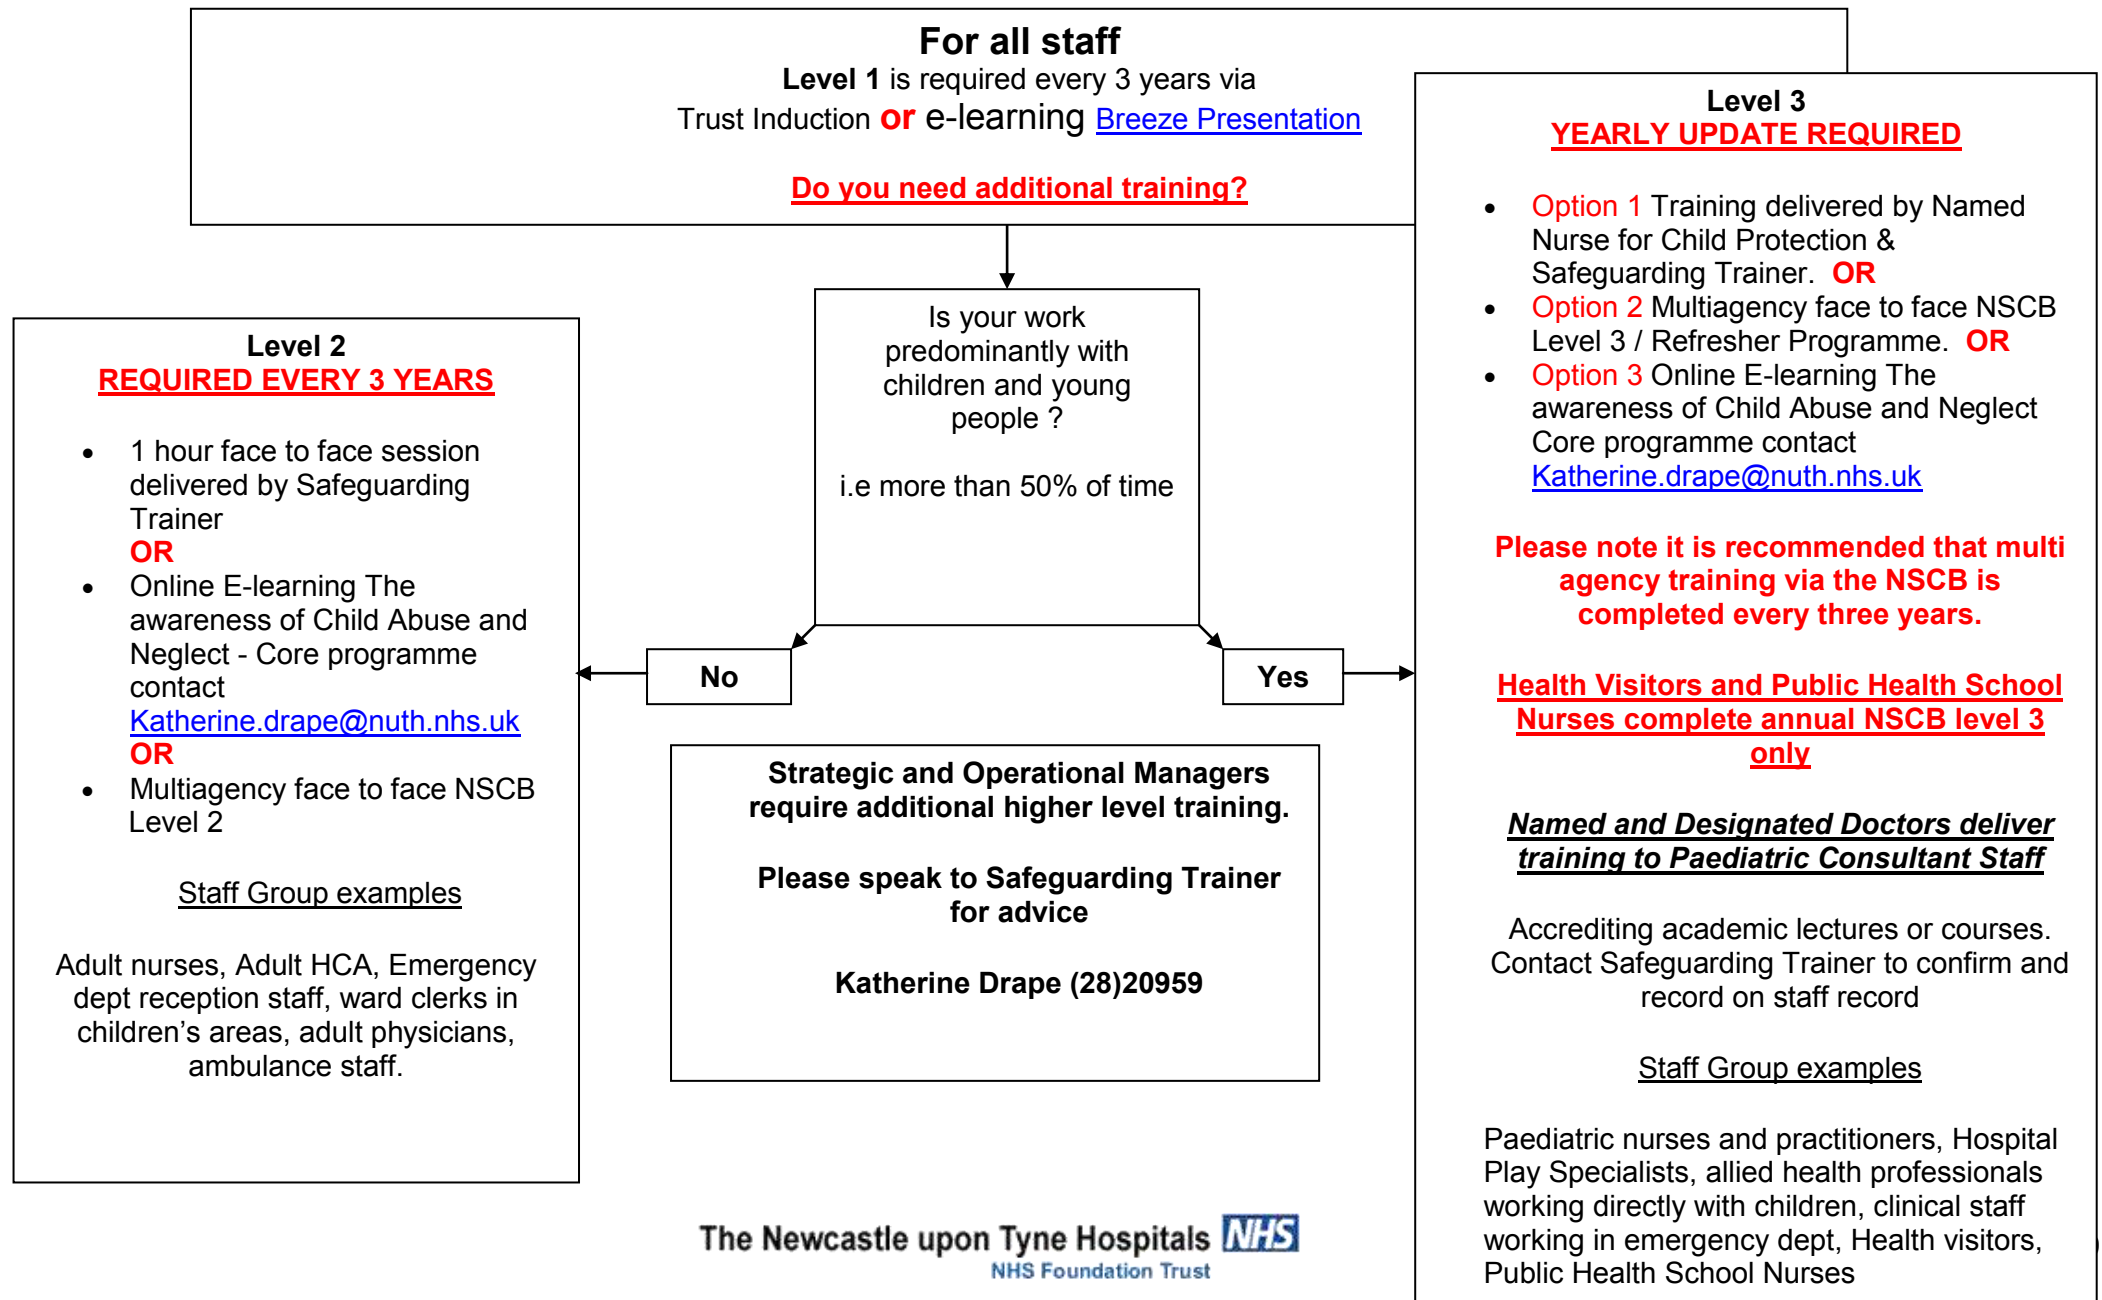 For all staff
Level 1 is required every 3 years via
Trust Induction or e-learning Breeze Presentation
Do you need additional training?
Is your work
predominantly with
children and young
people ?
i.e more than 50% of time
No
Yes
Level 2
REQUIRED EVERY 3 YEARS
• 1 hour face to face session
delivered by Safeguarding
Trainer
OR
• Online E-learning The
awareness of Child Abuse and
Neglect - Core programme
contact
Katherine.drape@nuth.nhs.uk
OR
• Multiagency face to face NSCB
Level 2
Staff Group examples
Adult nurses, Adult HCA, Emergency
dept reception staff, ward clerks in
children’s areas, adult physicians,
ambulance staff.
Strategic and Operational Managers
require additional higher level training.
Please speak to Safeguarding Trainer
for advice
Katherine Drape (28)20959
Level 3
YEARLY UPDATE REQUIRED
• Option 1 Training delivered by Named
Nurse for Child Protection &
Safeguarding Trainer. OR
• Option 2 Multiagency face to face NSCB
Level 3 / Refresher Programme. OR
• Option 3 Online E-learning The
awareness of Child Abuse and Neglect
Core programme contact
Katherine.drape@nuth.nhs.uk
Please note it is recommended that multi
agency training via the NSCB is
completed every three years.
Health Visitors and Public Health School
Nurses complete annual NSCB level 3
only
Named and Designated Doctors deliver
training to Paediatric Consultant Staff
Accrediting academic lectures or courses.
Contact Safeguarding Trainer to confirm and
record on staff record
Staff Group examples
Paediatric nurses and practitioners, Hospital
Play Specialists, allied health professionals
working directly with children, clinical staff
working in emergency dept, Health visitors,
Public Health School Nurses
The Newcastle upon Tyne Hospitals NHS
NHS Foundation Trust